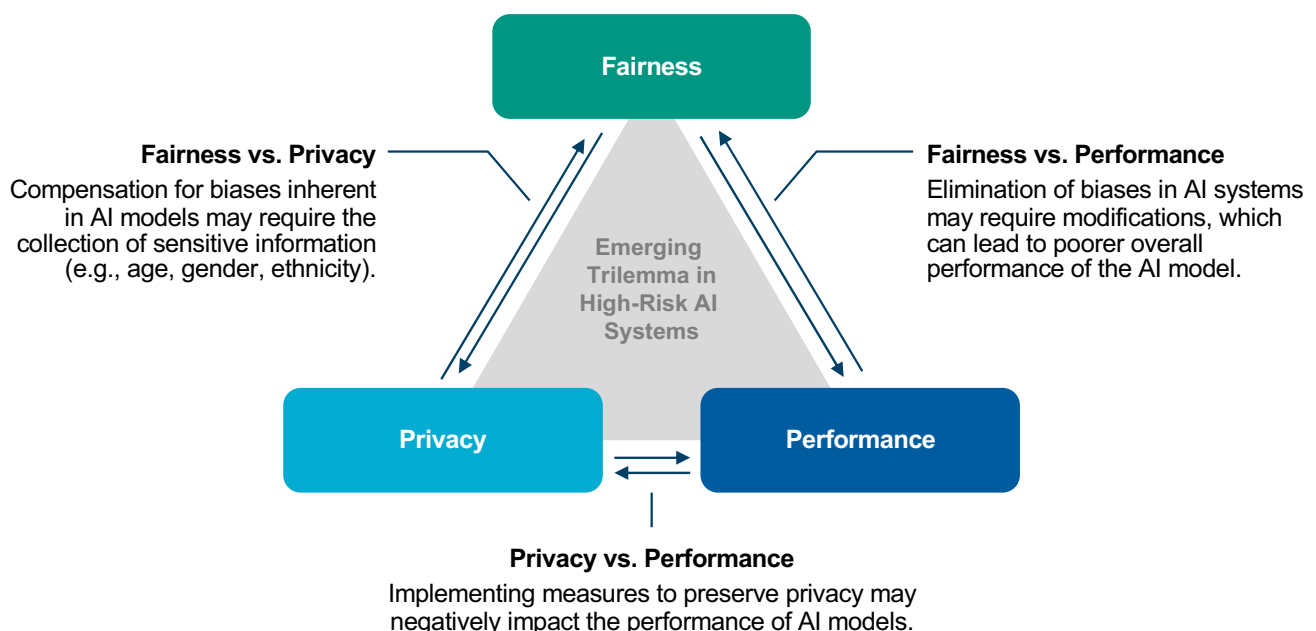 Fairness
Fairness vs. Privacy
Compensation for biases inherent
in AI models may require the
collection of sensitive information
(e.g., age, gender, ethnicity).
Fairness vs. Performance
Elimination of biases in AI systems
may require modifications, which
can lead to poorer overall
performance of the AI model.
Emerging
Trilemma in
High-Risk AI
Systems
Privacy
Performance
Privacy vs. Performance
Implementing measures to preserve privacy may
negatively impact the performance of AI models.